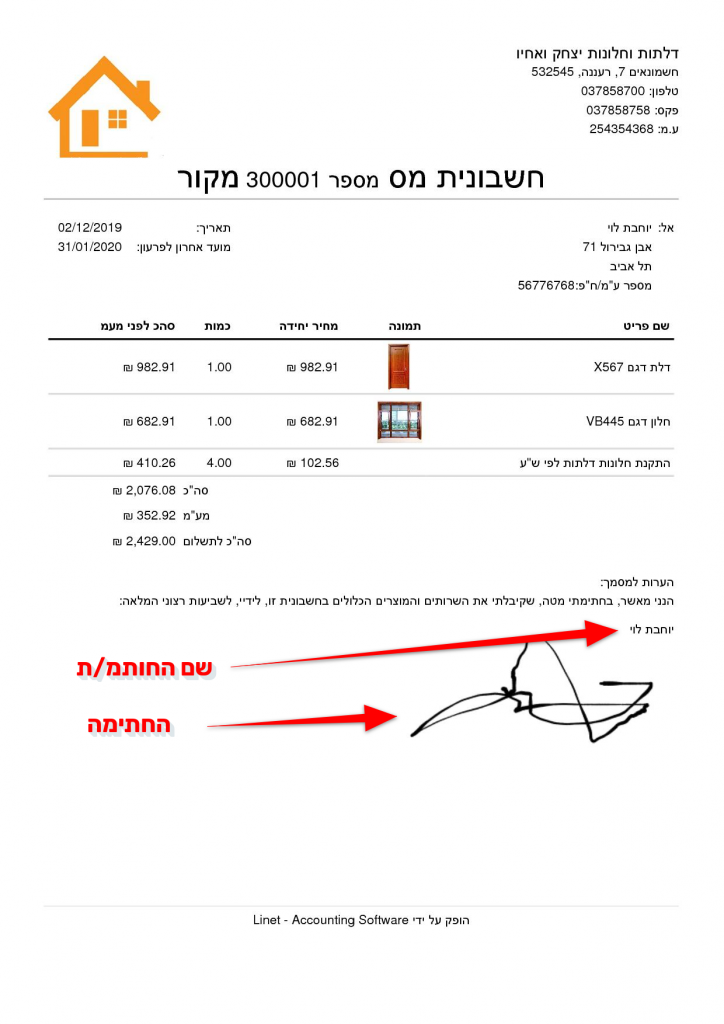 דלתות וחלונות יצחק ואחיו
חשמונאים 7, רעננה, 532545
טלפון: 037858700
פקס: 037858758
ע.מ: 254354368
חשבונית מס מספר 300001 מקור
אל: יוחבת לוי
אבן גבירול 71
תל אביב
מספר ע"מ/ח"פ:56776768
תאריך: 02/12/2019
מועד אחרון לפרעון: 31/01/2020
שם פריט תמונה מחיר יחידה כמות סהכ לפני מעמ
דלת דגם X567 982.91 ₪ 1.00 982.91 ₪
חלון דגם VB445 682.91 ₪ 1.00 682.91 ₪
התקנת חלונות דלתות לפי ש"ע 102.56 ₪ 4.00 410.26 ₪
סה"כ 2,076.08 ₪
מע"מ 352.92 ₪
סה"כ לתשלום 2,429.00 ₪
הערות למסמך:
הנני מאשר, בחתימתי מטה, שקיבלתי את השרותים והמוצרים הכלולים בחשבונית זו, לידיי, לשביעות רצוני המלאה:
יוחבת לוי
שם החותמ/ת
החתימה
הופק על ידי Linet - Accounting Software